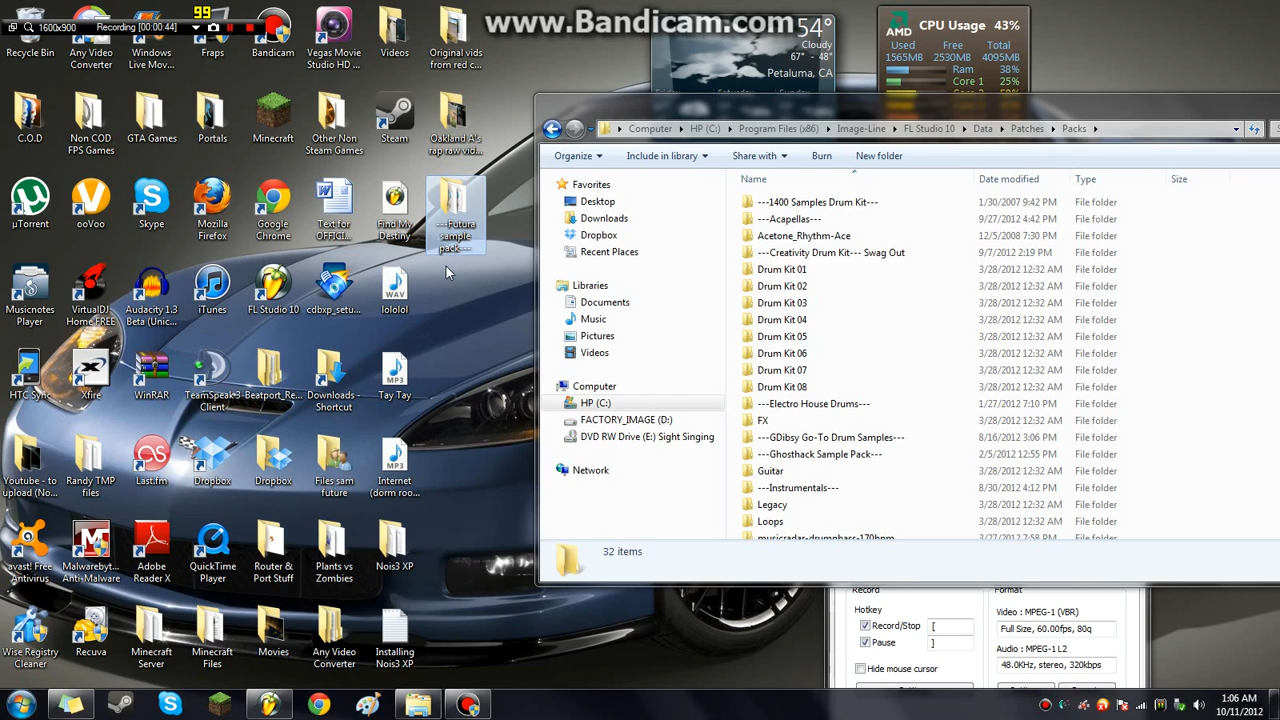 www.Bandicam.com
1600x900
Recording [00:00:44]
99
Recycle Bin
Any Video
Converter
Windows
Live Mov...
Fraps
Bandicam
Vegas Movie
Studio HD ...
Videos
Original vids
from red c...
C.O.D
Non COD
FPS Games
GTA Games
Portals
Minecraft
Other Non
Steam Games
Steam
Oakland A's
rap raw vid...
µTorrent
ooVoo
Skype
Mozilla
Firefox
Google
Chrome
Text for
OFFICI...
Find My
Destiny
---Futura
sample
pack---
Musicnotes
Player
VirtualDJ
Home FREE
Audacity 1.3
Beta (Unic...
iTunes
FL Studio 10
cdbxp_setu...
WAV
lololol
HTC Sync
Xfire
WinRAR
TeamSpeak 3
Client
Beatport_Re...
Downloads -
Shortcut
MP3
Tay Tay
Youtube - to
upload (No...
Randy TMP
files
Last.fm
Dropbox
Dropbox
Files sam
future
MP3
Internet
(dorm roo...
avast! Free
Antivirus
Malwarebyt...
Anti-Malware
Adobe
Reader X
QuickTime
Player
Router &
Port Stuff
Plants vs
Zombies
Nois3 XP
Wise Registry
Cleaner
Recuva
Minecraft
Server
Minecraft
Files
Movies
Any Video
Converter
Installing
Nois3 XP
54°
Cloudy
67° - 48°
Petaluma, CA
Friday
AMD
CPU Usage 43%
Used Free Total
1565MB 2530MB 4095MB
Ram 38%
Core 1 25%
Computer HP (C:) Program Files (x86) Image-Line FL Studio 10 Data Patches Packs
Organize Include in library Share with Burn New folder
Favorites
Desktop
Downloads
Dropbox
Recent Places
Libraries
Documents
Music
Pictures
Videos
Computer
HP (C:)
FACTORY_IMAGE (D:)
DVD RW Drive (E:) Sight Singing
Network
Name Date modified Type Size
---1400 Samples Drum Kit--- 1/30/2007 9:42 PM File folder
---Acapellas--- 9/27/2012 4:42 PM File folder
Acetone_Rhythm-Ace 12/5/2008 7:30 PM File folder
---Creativity Drum Kit--- Swag Out 9/7/2012 2:19 PM File folder
Drum Kit 01 3/28/2012 12:32 AM File folder
Drum Kit 02 3/28/2012 12:32 AM File folder
Drum Kit 03 3/28/2012 12:32 AM File folder
Drum Kit 04 3/28/2012 12:32 AM File folder
Drum Kit 05 3/28/2012 12:32 AM File folder
Drum Kit 06 3/28/2012 12:32 AM File folder
Drum Kit 07 3/28/2012 12:32 AM File folder
Drum Kit 08 3/28/2012 12:32 AM File folder
---Electro House Drums--- 1/27/2012 7:10 PM File folder
FX 3/28/2012 12:32 AM File folder
---GDibsy Go-To Drum Samples--- 8/16/2012 3:06 PM File folder
---Ghosthack Sample Pack--- 2/5/2012 12:55 PM File folder
Guitar 3/28/2012 12:32 AM File folder
---Instrumentals--- 8/30/2012 4:12 PM File folder
Legacy 3/28/2012 12:32 AM File folder
Loops 3/28/2012 12:32 AM File folder
musicradar-drumbass-170bpm 3/27/2012 7:58 PM File folder
32 items
Record
Hotkey
Record/Stop [
Pause ]
Hide mouse cursor
Format
Video : MPEG-1 (VBR)
Full Size, 60.00fps, 80q
Audio : MPEG-1 L2
48.0KHz, stereo, 320kbps
1:06 AM
10/11/2012